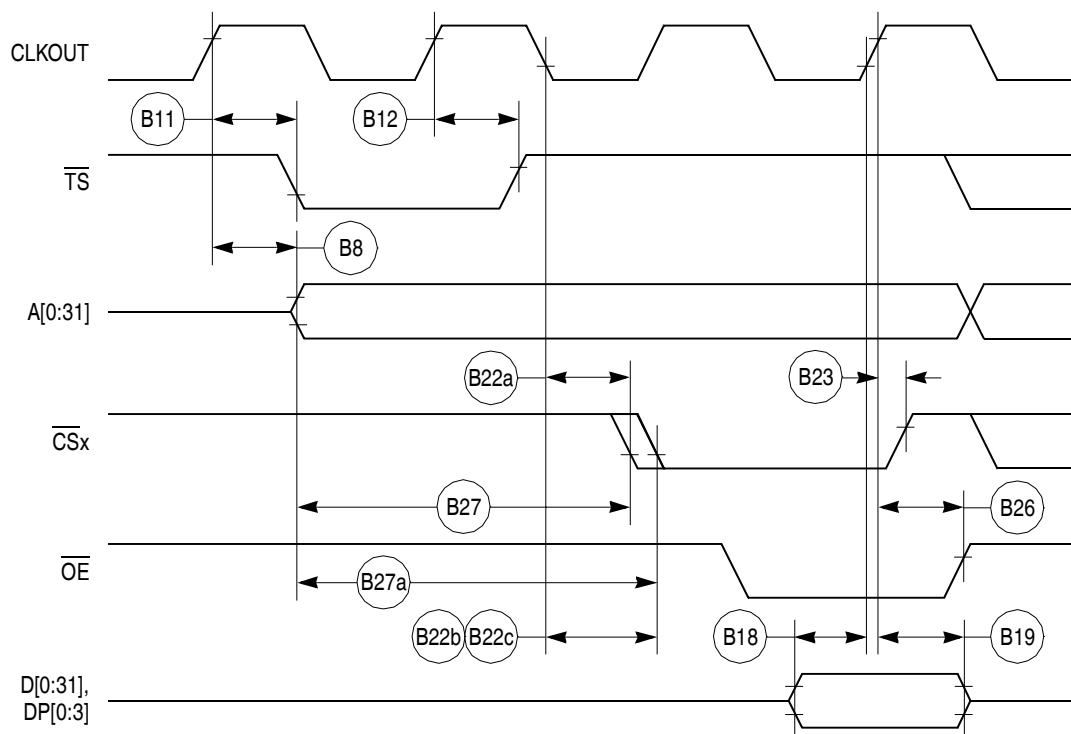 CLKOUT
B11
B12
TS
B8
A[0:31]
B22a
B23
CSx
B27
B26
OE
B27a
B22b B22c
B18
B19
D[0:31],
DP[0:3]